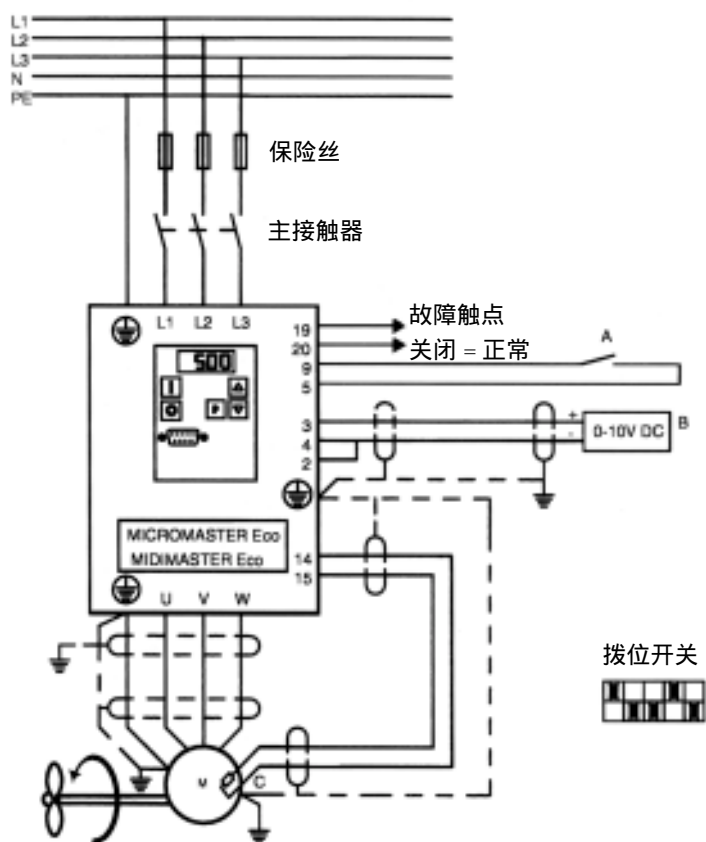 L1
L2
L3
N
PE
保险丝
主接触器
L1 L2 L3
19 故障触点
20 关闭 = 正常
A
9
5
50.0
P
3
4
2
+
-
0-10V DC
B
MICROMASTER Eco
MIDIMASTER Eco
14
15
U V W
拨位开关
M
C